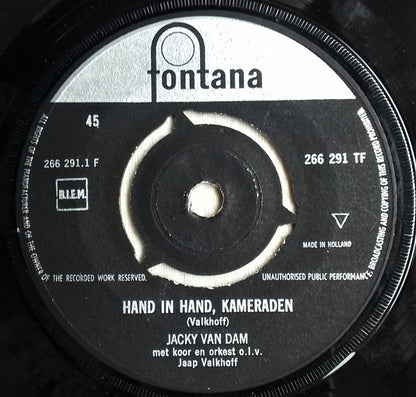 fontana
45
266 291.1 F
266 291 TF
B.I.E.M.
MADE IN HOLLAND
ALL RIGHTS OF THE MANUFACTURER AND OF THE OWNER OF THE RECORDED WORK RESERVED.
UNAUTHORISED PUBLIC PERFORMANCE, BROADCASTING AND COPYING OF THIS RECORD PROHIBITED
HAND IN HAND, KAMERADEN
(Valkhoff)
JACKY VAN DAM
met koor en orkest o.l.v.
Jaap Valkhoff